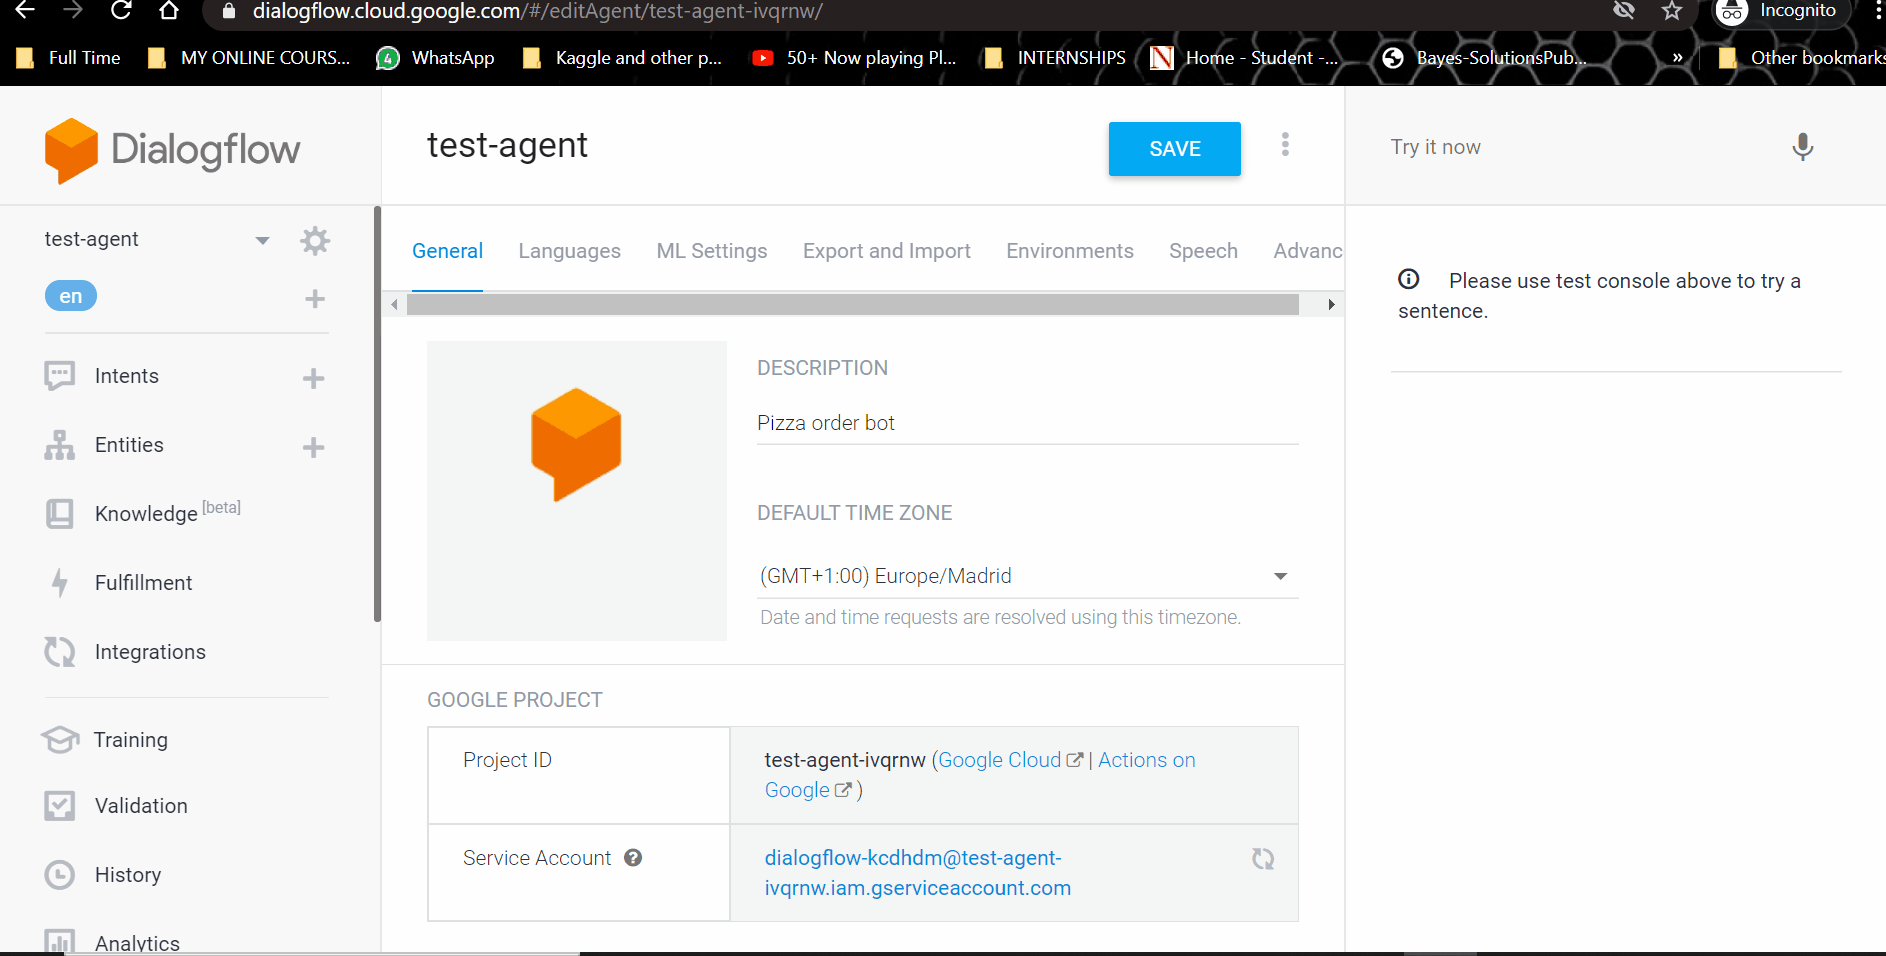 dialogflow.cloud.google.com/#/editAgent/test-agent-ivqrnw/
Incognito
Full Time
MY ONLINE COURS...
4
WhatsApp
Kaggle and other p...
50+ Now playing Pl...
INTERNSHIPS
Home - Student -...
Bayes-SolutionsPub...
»
Other bookmarks
Dialogflow
test-agent
SAVE
Try it now
test-agent
en
Intents
Entities
Knowledge [beta]
Fulfillment
Integrations
Training
Validation
History
Analytics
General
Languages
ML Settings
Export and Import
Environments
Speech
Advanc
DESCRIPTION
Pizza order bot
DEFAULT TIME ZONE
(GMT+1:00) Europe/Madrid
Date and time requests are resolved using this timezone.
GOOGLE PROJECT
Project ID
test-agent-ivqrnw (Google Cloud | Actions on
Google )
Service Account
dialogflow-kcdhdm@test-agent-
ivqrnw.iam.gserviceaccount.com
Please use test console above to try a
sentence.